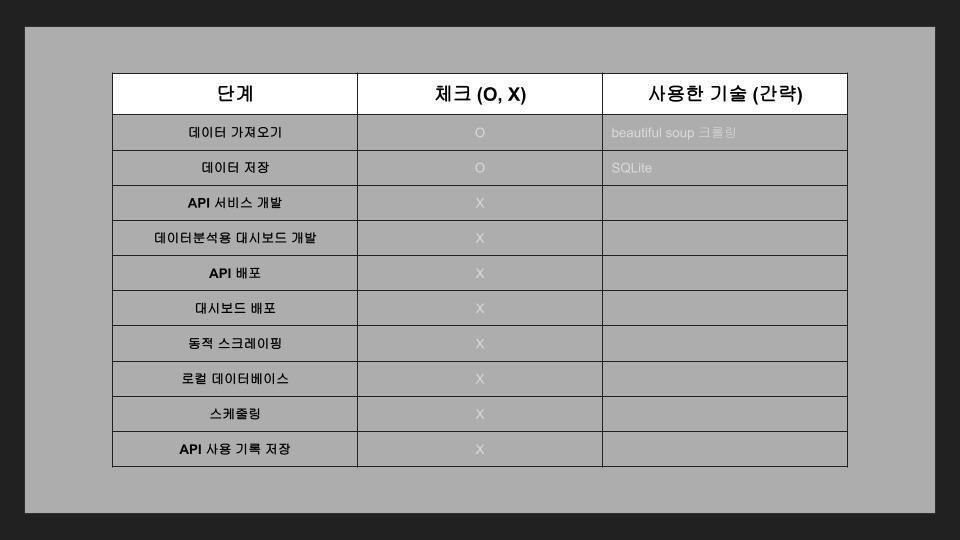 단계 체크 (O, X) 사용한 기술 (간략)
데이터 가져오기 O beautiful soup 크롤링
데이터 저장 O SQLite
API 서비스 개발 X
데이터분석용 대시보드 개발 X
API 배포 X
대시보드 배포 X
동적 스크레이핑 X
로컬 데이터베이스 X
스케줄링 X
API 사용 기록 저장 X